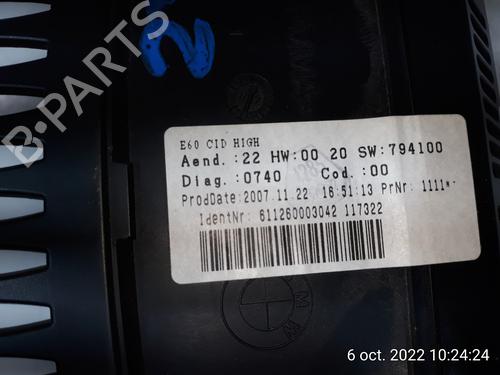 E60 CID HIGH
Aend.:22 HW:00 20 SW:794100
Diag.:0740 Cod.:00
ProdDate:2007.11.22 16:51:13 PrNr:1111
IdentNr: 611260003042 117322
BMW
6 oct. 2022 10:24:24